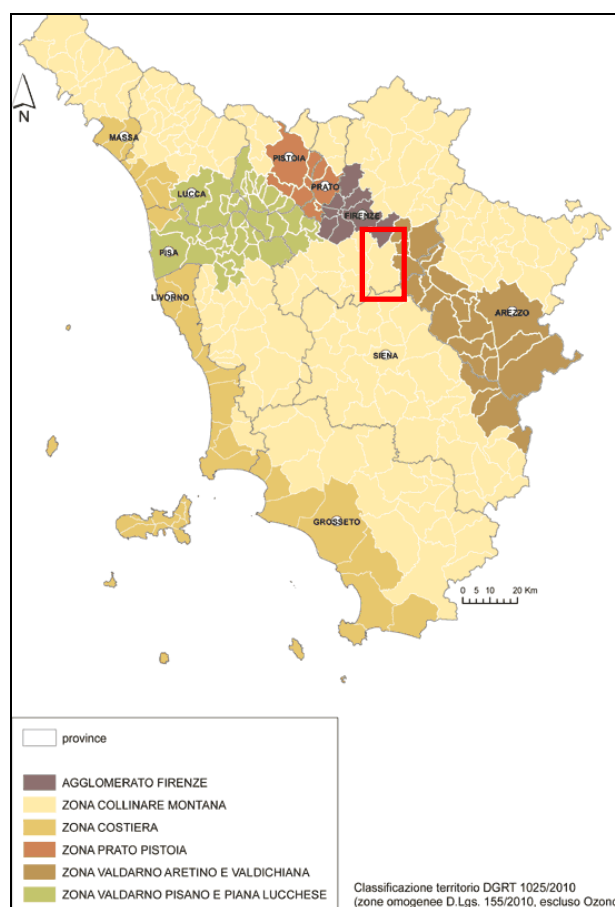 N
MASSA
PISTOIA
PRATO
LUCCA
FIRENZE
PISA
LIVORNO
AREZZO
SIENA
GROSSETO
0 5 10 20 Km
province
AGGLOMERATO FIRENZE
ZONA COLLINARE MONTANA
ZONA COSTIERA
ZONA PRATO PISTOIA
ZONA VALDARNO ARETINO E VALDICHIANA
ZONA VALDARNO PISANO E PIANA LUCCHESE
Classificazione territorio DGRT 1025/2010
(zone omogenee D.Lgs. 155/2010, escluso Ozono